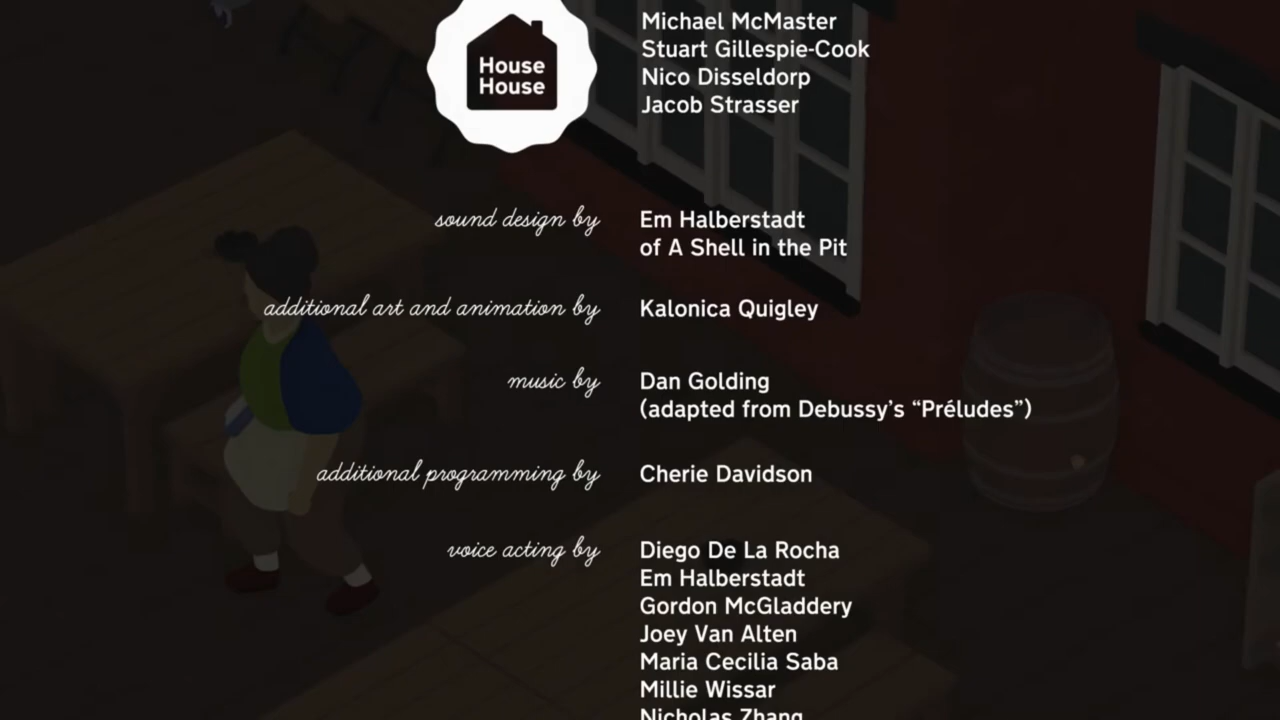 House
House
Michael McMaster
Stuart Gillespie-Cook
Nico Disseldorp
Jacob Strasser
sound design by
Em Halberstadt
of A Shell in the Pit
additional art and animation by
Kalonica Quigley
music by
Dan Golding
(adapted from Debussy’s “Préludes”)
additional programming by
Cherie Davidson
voice acting by
Diego De La Rocha
Em Halberstadt
Gordon McGladdery
Joey Van Alten
Maria Cecilia Saba
Millie Wissar
Nicholas Zhang